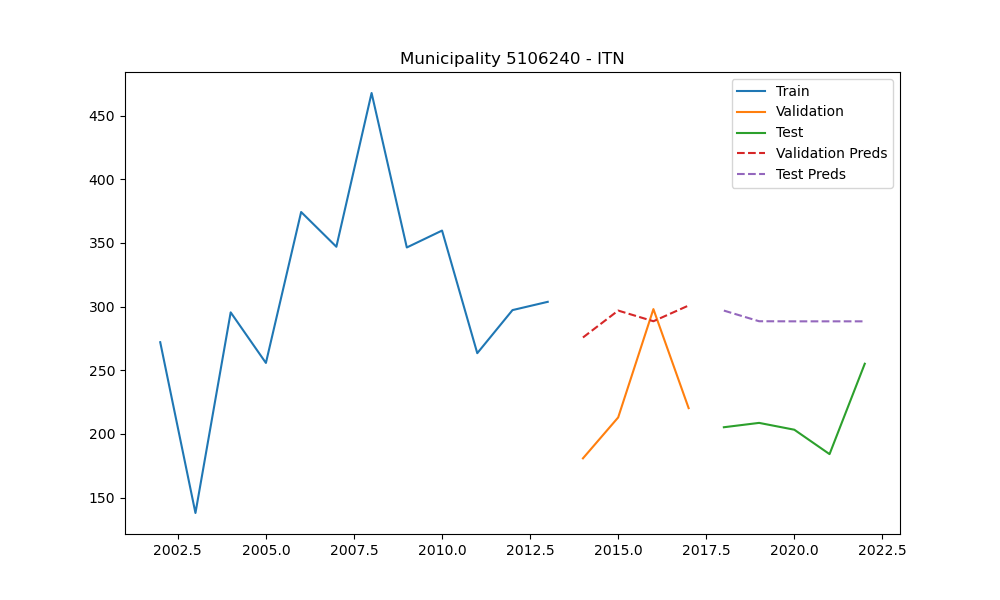 Municipality 5106240 - ITN
Train
Validation
Test
Validation Preds
Test Preds
450
400
350
300
250
200
150
2002.5 2005.0 2007.5 2010.0 2012.5 2015.0 2017.5 2020.0 2022.5